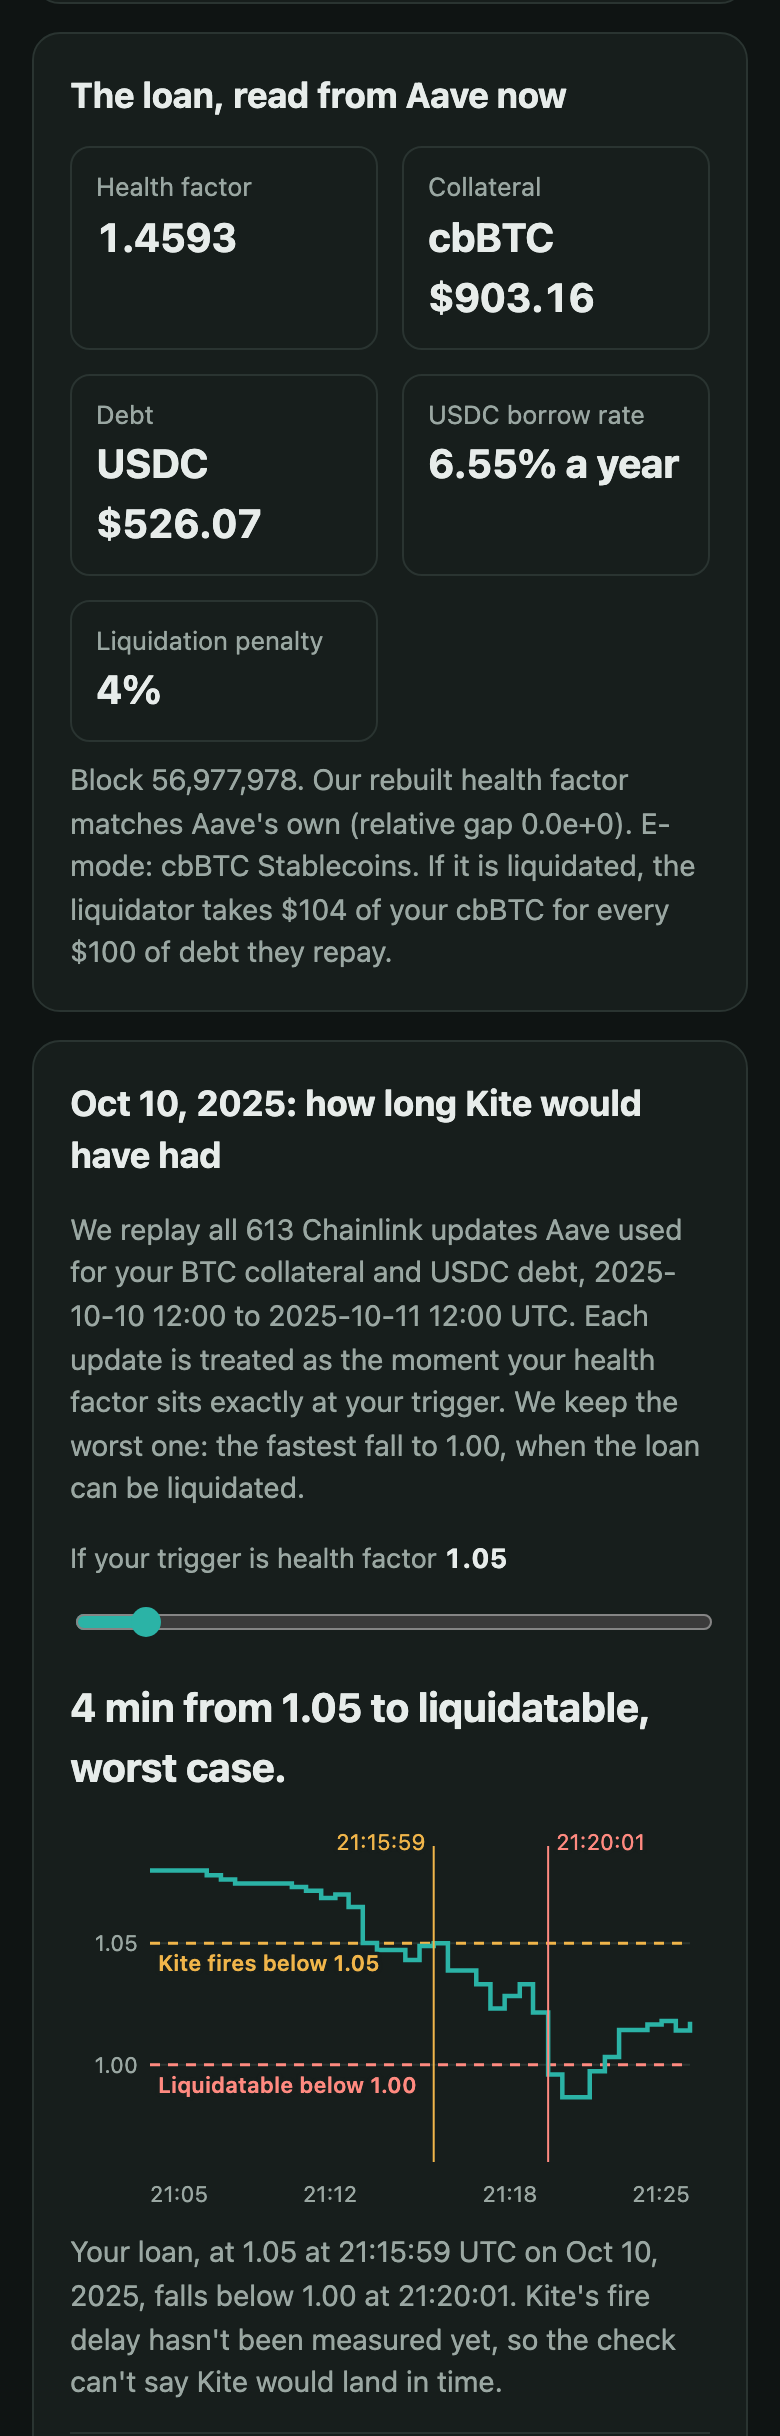 The loan, read from Aave now
Health factor
1.4593
Collateral
cbBTC
$903.16
Debt
USDC
$526.07
USDC borrow rate
6.55% a year
Liquidation penalty
4%
Block 56,977,978. Our rebuilt health factor
matches Aave's own (relative gap 0.0e+0). E-
mode: cbBTC Stablecoins. If it is liquidated, the
liquidator takes $104 of your cbBTC for every
$100 of debt they repay.
Oct 10, 2025: how long Kite would
have had
We replay all 613 Chainlink updates Aave used
for your BTC collateral and USDC debt, 2025-
10-10 12:00 to 2025-10-11 12:00 UTC. Each
update is treated as the moment your health
factor sits exactly at your trigger. We keep the
worst one: the fastest fall to 1.00, when the loan
can be liquidated.
If your trigger is health factor 1.05
4 min from 1.05 to liquidatable,
worst case.
21:15:59
21:20:01
1.05
Kite fires below 1.05
1.00
Liquidatable below 1.00
21:05
21:12
21:18
21:25
Your loan, at 1.05 at 21:15:59 UTC on Oct 10,
2025, falls below 1.00 at 21:20:01. Kite's fire
delay hasn't been measured yet, so the check
can't say Kite would land in time.